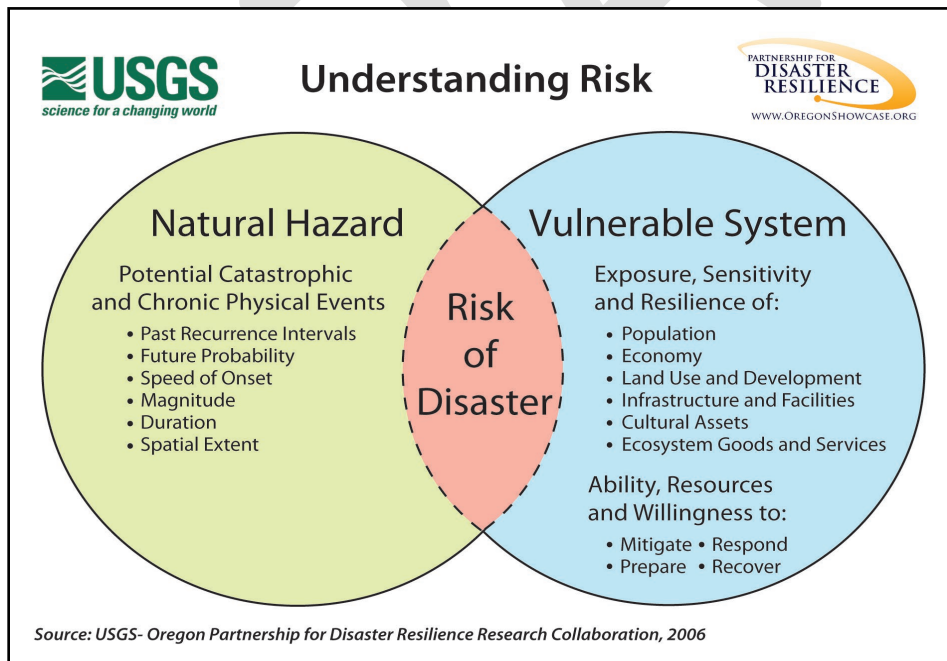 USGS
science for a changing world
Understanding Risk
PARTNERSHIP FOR
DISASTER
RESILIENCE
WWW.OREGONSHOWCASE.ORG
Natural Hazard
Potential Catastrophic
and Chronic Physical Events
• Past Recurrence Intervals
• Future Probability
• Speed of Onset
• Magnitude
• Duration
• Spatial Extent
Risk
of
Disaster
Vulnerable System
Exposure, Sensitivity
and Resilience of:
• Population
• Economy
• Land Use and Development
• Infrastructure and Facilities
• Cultural Assets
• Ecosystem Goods and Services
Ability, Resources
and Willingness to:
• Mitigate • Respond
• Prepare • Recover
Source: USGS- Oregon Partnership for Disaster Resilience Research Collaboration, 2006